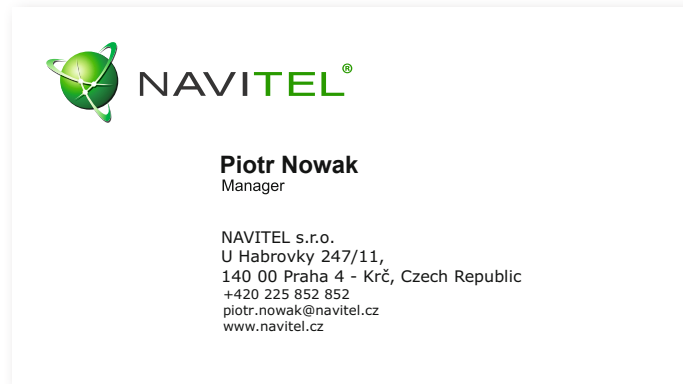 NAVITEL®
Piotr Nowak
Manager
NAVITEL s.r.o.
U Habrovky 247/11,
140 00 Praha 4 - Krč, Czech Republic
+420 225 852 852
piotr.nowak@navitel.cz
www.navitel.cz